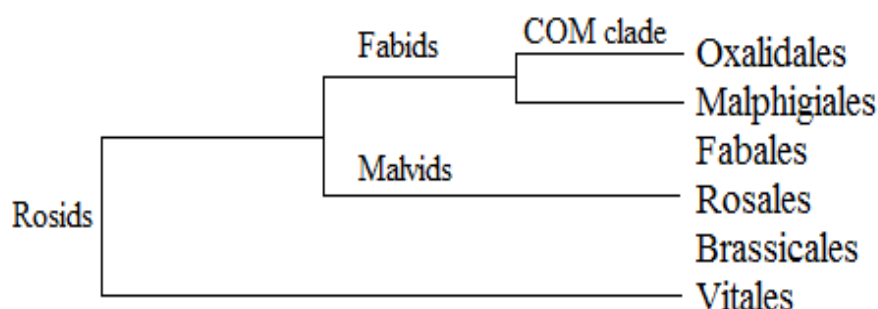 COM clade
Fabids
Oxalidales
Malphigiales
Fabales
Malvids
Rosales
Rosids
Brassicales
Vitales